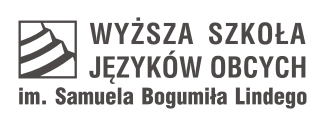 WYŻSZA SZKOŁA
JĘZYKÓW OBCYCH
im. Samuela Bogumiła Lindego